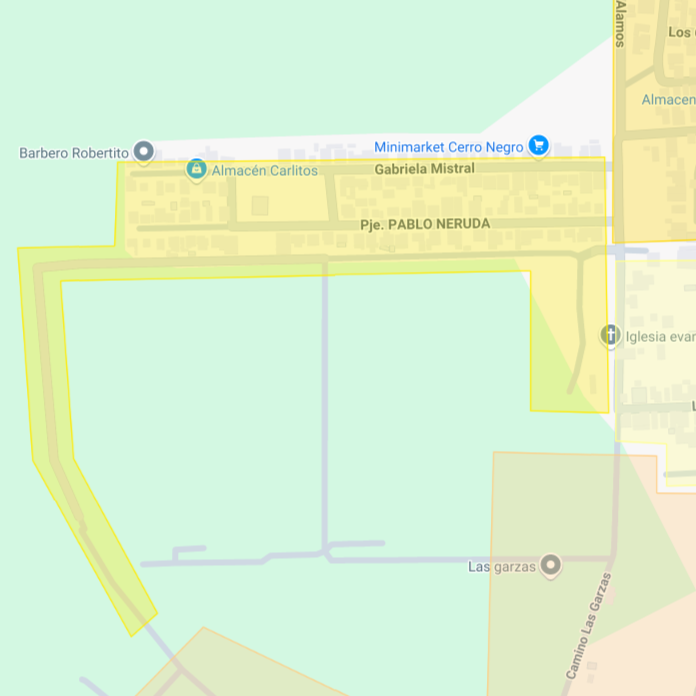 Alamos
Los
Almacen
Barbero Robertito
Minimarket Cerro Negro
Almacén Carlitos
Gabriela Mistral
Pje. PABLO NERUDA
Iglesia evan
L
Las garzas
Camino Las Garzas